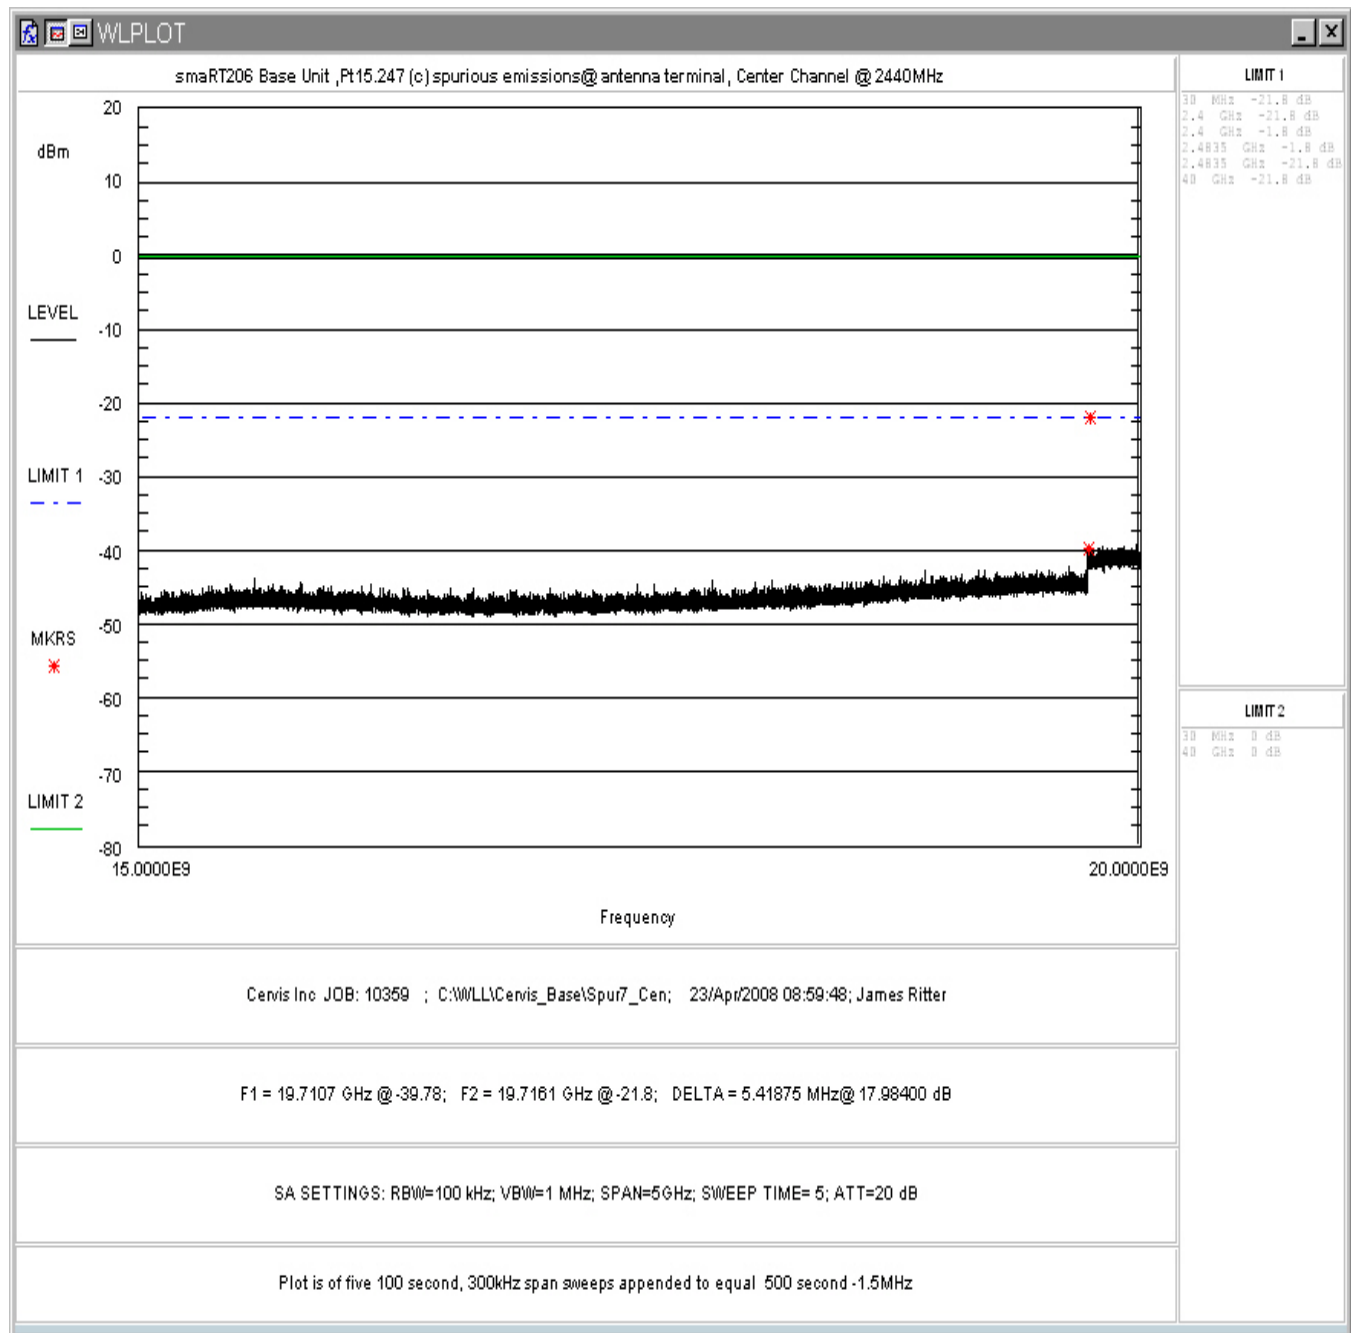 WLPLOT
smaRT206 Base Unit ,Pt15.247 (c) spurious emissions@ antenna terminal, Center Channel @ 2440MHz
20
dBm
10
0
LEVEL
-10
-20
LIMIT 1
-30
-40
-50
MKRS
-60
-70
LIMIT 2
-80
15.0000E9
20.0000E9
Frequency
LIMIT 1
30 MHz -21.8 dB
2.4 GHz -21.8 dB
2.4 GHz -1.8 dB
2.4835 GHz -1.8 dB
2.4835 GHz -21.8 dB
40 GHz -21.8 dB
LIMIT 2
30 MHz 0 dB
40 GHz 0 dB
Cervis Inc JOB: 10359 ; C:\WLL\Cervis_Base\Spur7_Cen; 23/Apr/2008 08:59:48; James Ritter
F1 = 19.7107 GHz @ -39.78; F2 = 19.7161 GHz @ -21.8; DELTA = 5.41875 MHz@ 17.98400 dB
SA SETTINGS: RBW=100 kHz; VBW=1 MHz; SPAN=5GHz; SWEEP TIME= 5; ATT=20 dB
Plot is of five 100 second, 300kHz span sweeps appended to equal 500 second -1.5MHz